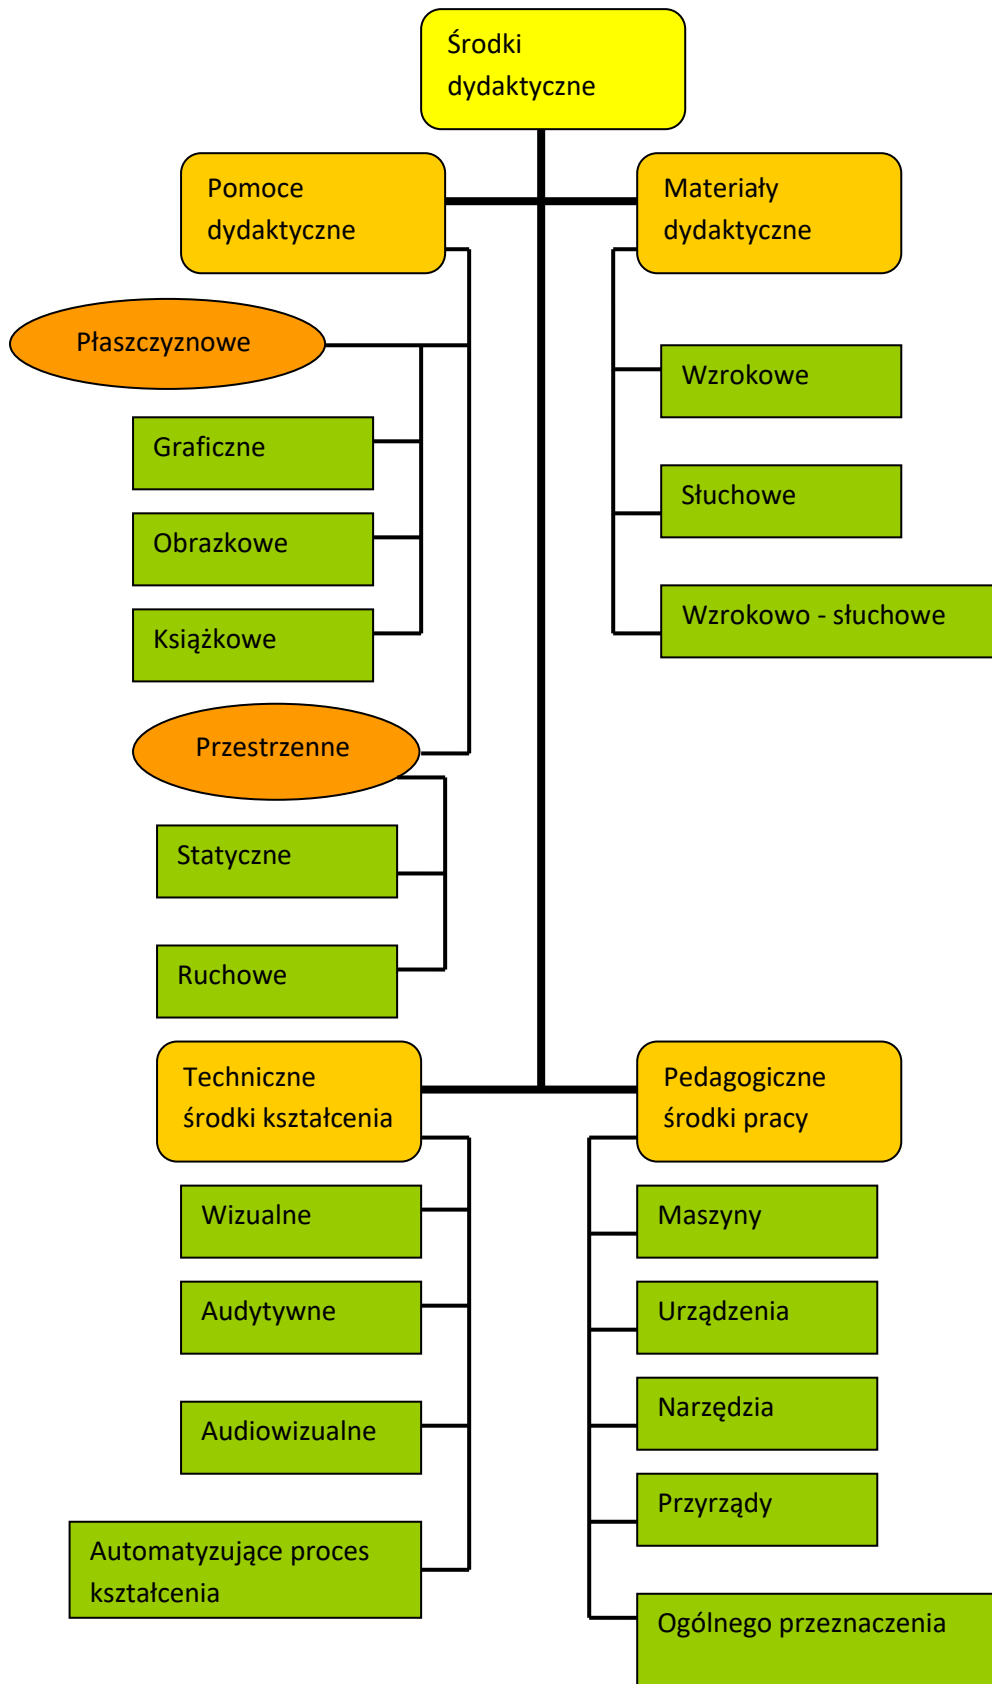 Środki
dydaktyczne
Pomoce
dydaktyczne
Materiały
dydaktyczne
Płaszczyznowe
Graficzne
Obrazkowe
Książkowe
Wzrokowe
Słuchowe
Wzrokowo - słuchowe
Przestrzenne
Statyczne
Ruchowe
Techniczne
środki kształcenia
Wizualne
Audytywne
Audiowizualne
Automatyzujące proces
kształcenia
Pedagogiczne
środki pracy
Maszyny
Urządzenia
Narzędzia
Przyrządy
Ogólnego przeznaczenia